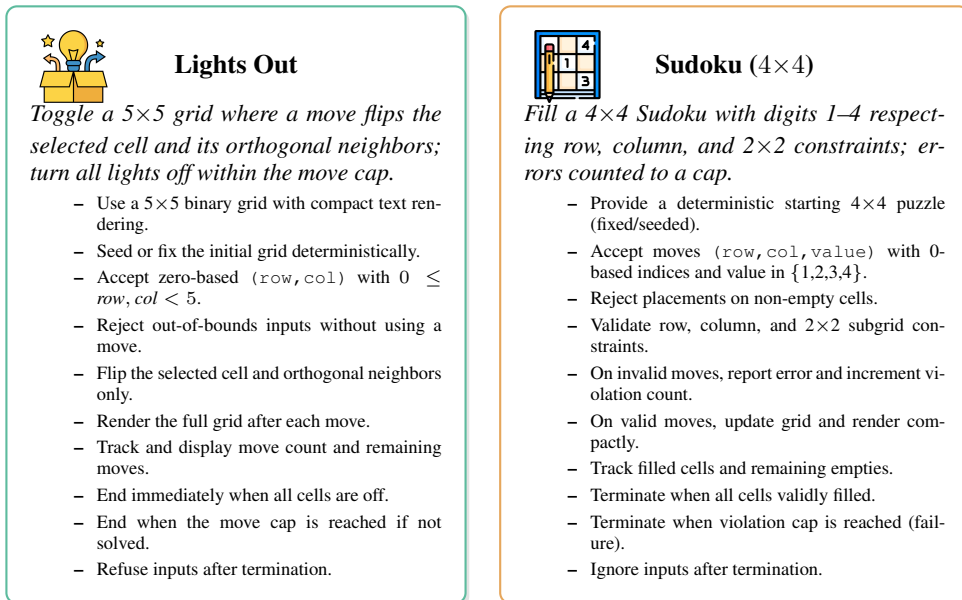 Lights Out
Toggle a 5×5 grid where a move flips the
selected cell and its orthogonal neighbors;
turn all lights off within the move cap.
– Use a 5×5 binary grid with compact text ren-
dering.
– Seed or fix the initial grid deterministically.
– Accept zero-based (row,col) with 0 ≤
row, col < 5.
– Reject out-of-bounds inputs without using a
move.
– Flip the selected cell and orthogonal neighbors
only.
– Render the full grid after each move.
– Track and display move count and remaining
moves.
– End immediately when all cells are off.
– End when the move cap is reached if not
solved.
– Refuse inputs after termination.
4
1
3
Sudoku (4×4)
Fill a 4×4 Sudoku with digits 1–4 respect-
ing row, column, and 2×2 constraints; er-
rors counted to a cap.
– Provide a deterministic starting 4×4 puzzle
(fixed/seeded).
– Accept moves (row,col,value) with 0-
based indices and value in {1,2,3,4}.
– Reject placements on non-empty cells.
– Validate row, column, and 2×2 subgrid con-
straints.
– On invalid moves, report error and increment vi-
olation count.
– On valid moves, update grid and render com-
pactly.
– Track filled cells and remaining empties.
– Terminate when all cells validly filled.
– Terminate when violation cap is reached (fail-
ure).
– Ignore inputs after termination.